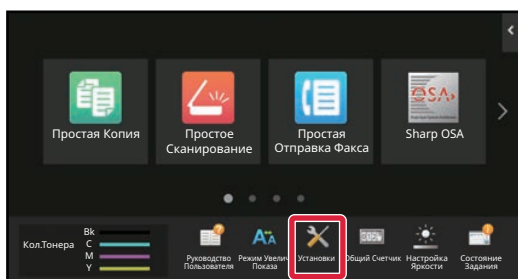 Простая Копия
Простое
Сканирование
Простая
Отправка Факса
OSA
Sharp OSA
Кол.Тонера
Bk
C
M
Y
Руководство
Пользователя
Режим Увелич
Показа
Установки
Общий Счетчик
Настройка
Яркости
Состояние
Задания